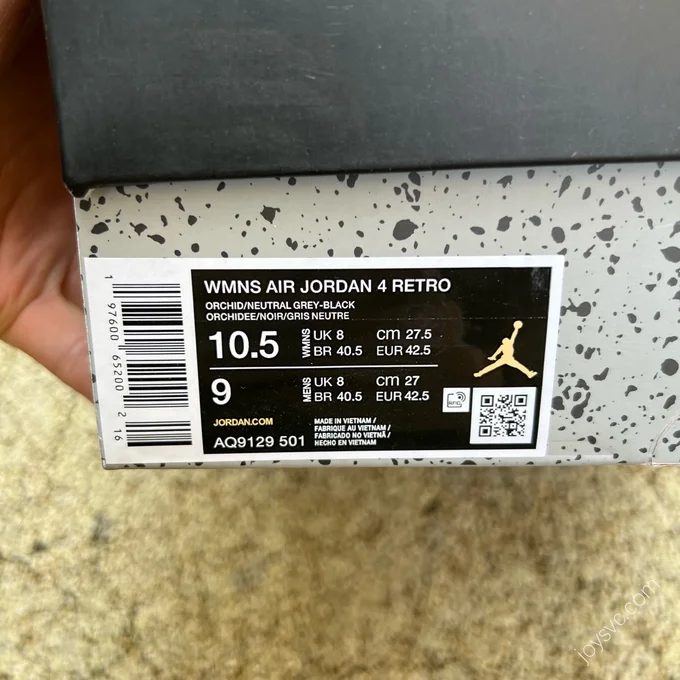 WMNS AIR JORDAN 4 RETRO
ORCHID/NEUTRAL GREY-BLACK
ORCHIDEE/NOIR/GRIS NEUTRE
10.5 WMNS UK 8 cm 27.5
BR 40.5 EUR 42.5
9 MENS UK 8 cm 27
BR 40.5 EUR 42.5
JORDAN.COM
AQ9129 501
MADE IN VIETNAM /
FABRIQUE AU VIETNAM /
FABRICADO NO VIETNÃ /
HECHO EN VIETNAM
RFID
1 97600 65200 2 16
joysvc.com